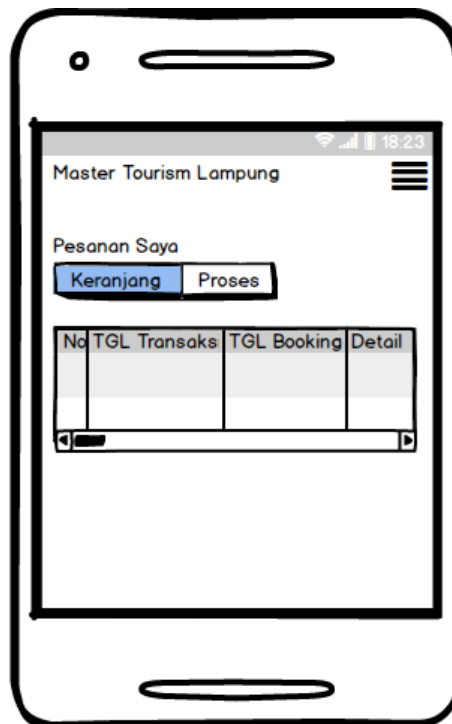 18:23
Master Tourism Lampung
Pesanan Saya
Keranjang Proses
No TGL Transaks TGL Booking Detail